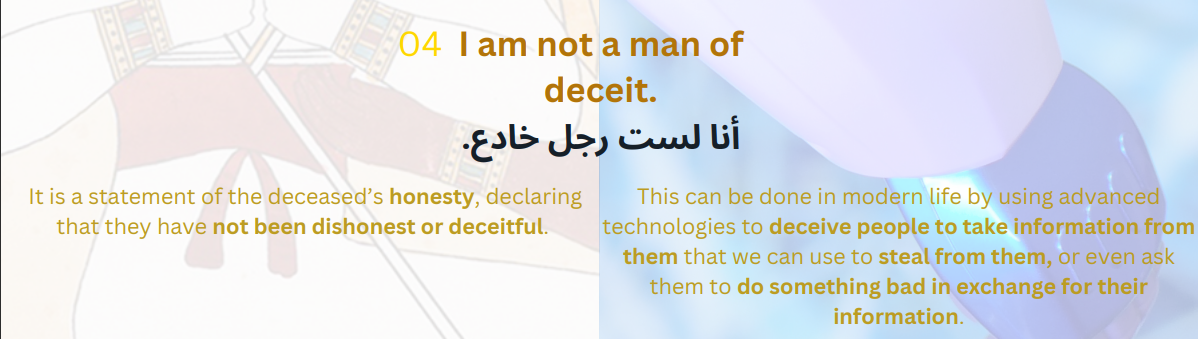 04 I am not a man of
deceit.
أنا لست رجل خادع.
It is a statement of the deceased’s honesty, declaring
that they have not been dishonest or deceitful.
This can be done in modern life by using advanced
technologies to deceive people to take information from
them that we can use to steal from them, or even ask
them to do something bad in exchange for their
information.